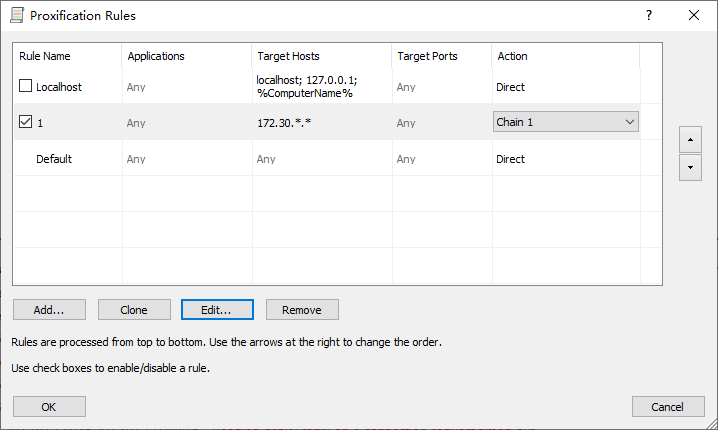 Proxification Rules
Rule Name Applications Target Hosts Target Ports Action
Localhost Any localhost; 127.0.0.1; %ComputerName% Any Direct
1 Any 172.30.*.* Any Chain 1
Default Any Any Any Direct
Add... Clone Edit... Remove
Rules are processed from top to bottom. Use the arrows at the right to change the order.
Use check boxes to enable/disable a rule.
OK Cancel